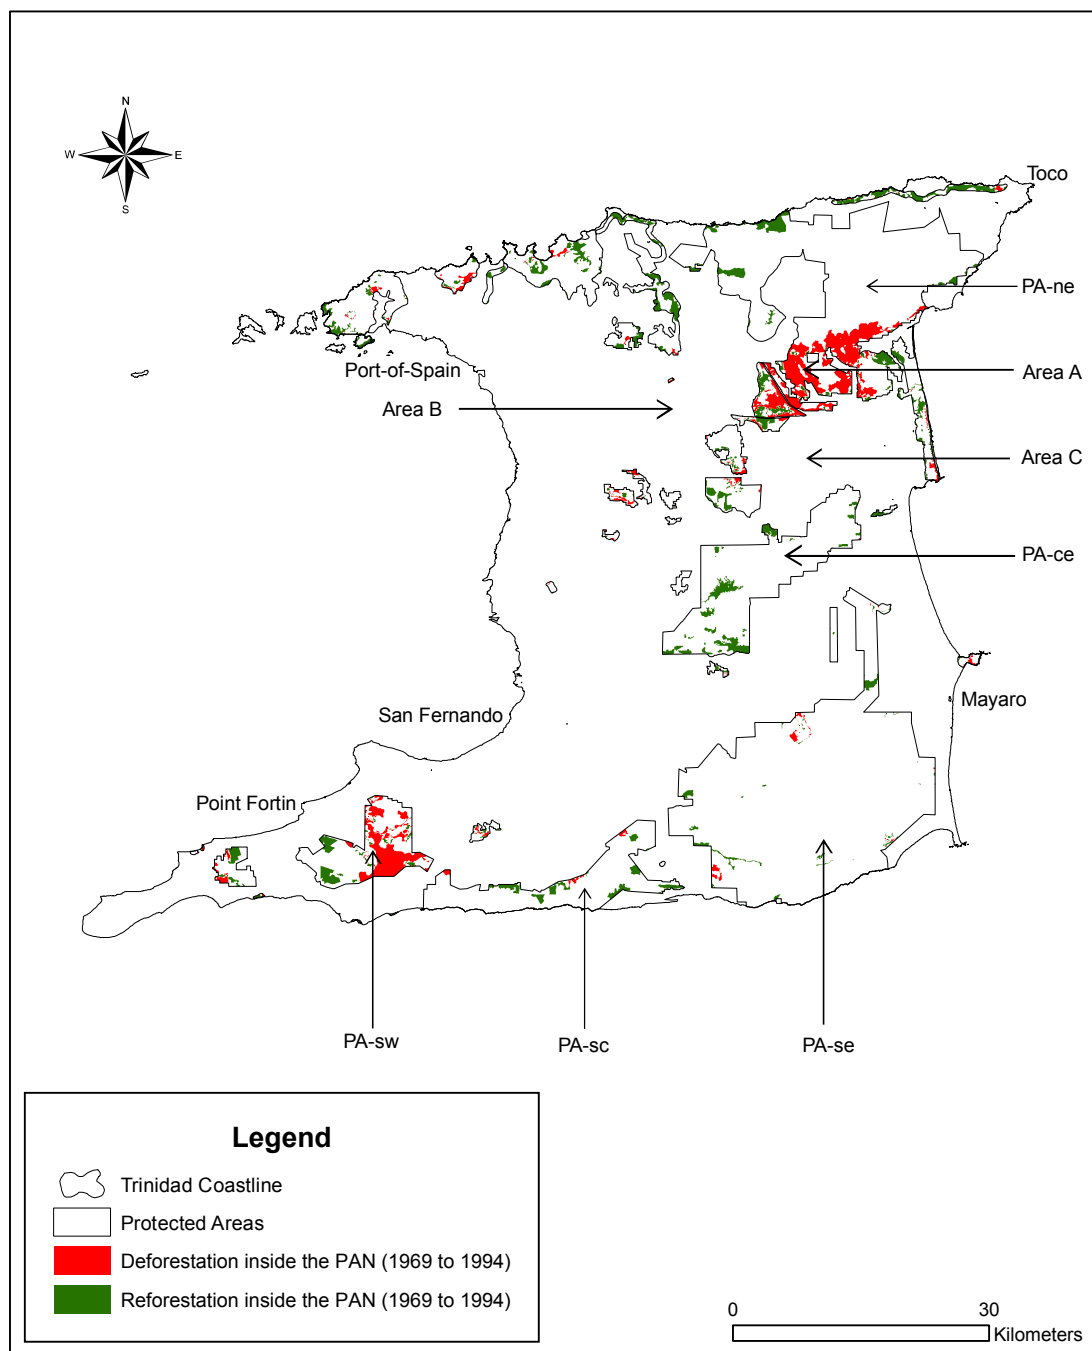 N
W
E
S
Toco
PA-ne
Port-of-Spain
Area A
Area B
Area C
PA-ce
San Fernando
Mayaro
Point Fortin
PA-sw
PA-sc
PA-se
Legend
Trinidad Coastline
Protected Areas
Deforestation inside the PAN (1969 to 1994)
Reforestation inside the PAN (1969 to 1994)
0
30
Kilometers